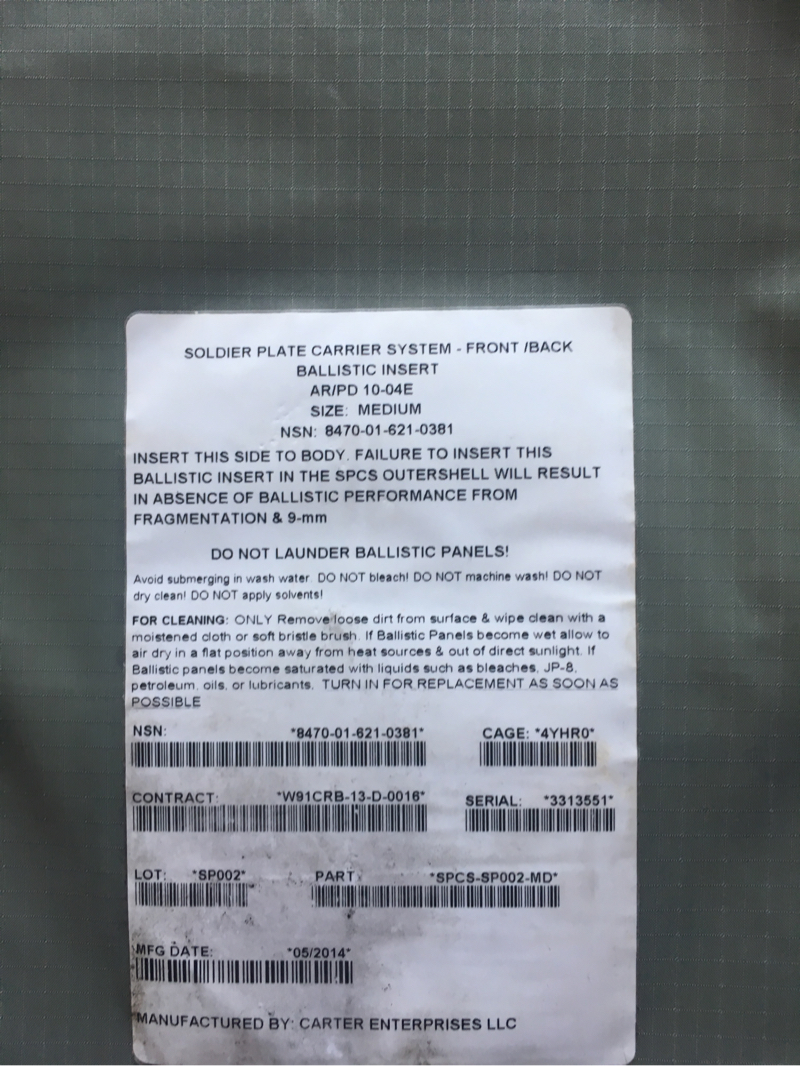 SOLDIER PLATE CARRIER SYSTEM - FRONT /BACK
BALLISTIC INSERT
AR/PD 10-04E
SIZE: MEDIUM
NSN: 8470-01-621-0381
INSERT THIS SIDE TO BODY. FAILURE TO INSERT THIS
BALLISTIC INSERT IN THE SPCS OUTERSHELL WILL RESULT
IN ABSENCE OF BALLISTIC PERFORMANCE FROM
FRAGMENTATION & 9-mm
DO NOT LAUNDER BALLISTIC PANELS!
Avoid submerging in wash water. DO NOT bleach! DO NOT machine wash! DO NOT
dry clean! DO NOT apply solvents!
FOR CLEANING: ONLY Remove loose dirt from surface & wipe clean with a
moistened cloth or soft bristle brush. If Ballistic Panels become wet allow to
air dry in a flat position away from heat sources & out of direct sunlight. If
Ballistic panels become saturated with liquids such as bleaches, JP-8,
petroleum, oils, or lubricants, TURN IN FOR REPLACEMENT AS SOON AS
POSSIBLE
NSN: *8470-01-621-0381* CAGE: *4YHR0*
CONTRACT: *W91CRB-13-D-0016* SERIAL: *3313551*
LOT: *SP002* PART: *SPCS-SP002-MD*
MFG DATE: *05/2014*
MANUFACTURED BY: CARTER ENTERPRISES LLC